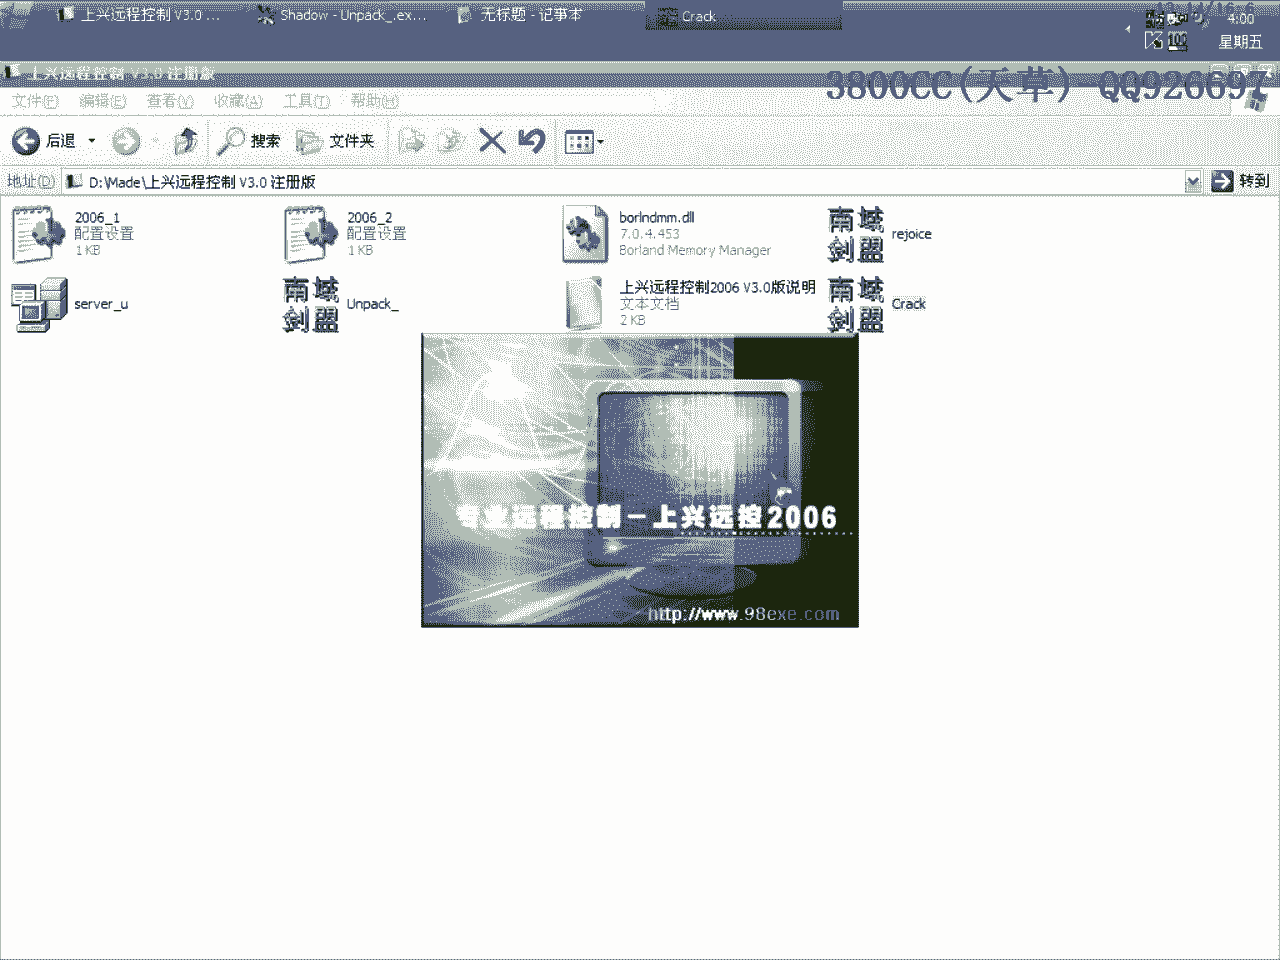 上兴远程控制 V3.0 ...
Shadow - Unpack_.ex...
无标题 - 记事本
Crack
4:00
星期五
上兴远程控制 V3.0 注册版
3800CC(天草) QQ926697
文件(F) 编辑(E) 查看(V) 收藏(A) 工具(T) 帮助(H)
后退 搜索 文件夹
地址(D) D:\Made\上兴远程控制 V3.0 注册版 转到
2006_1
配置设置
1 KB
2006_2
配置设置
1 KB
borlndmm.dll
7.0.4.453
Borland Memory Manager
南域
剑盟
rejoice
server_u
南域
剑盟
Unpack_
上兴远程控制2006 V3.0版说明
文本文档
2 KB
南域
剑盟
Crack
专业远程控制－上兴远控2006
http://www.98exe.com